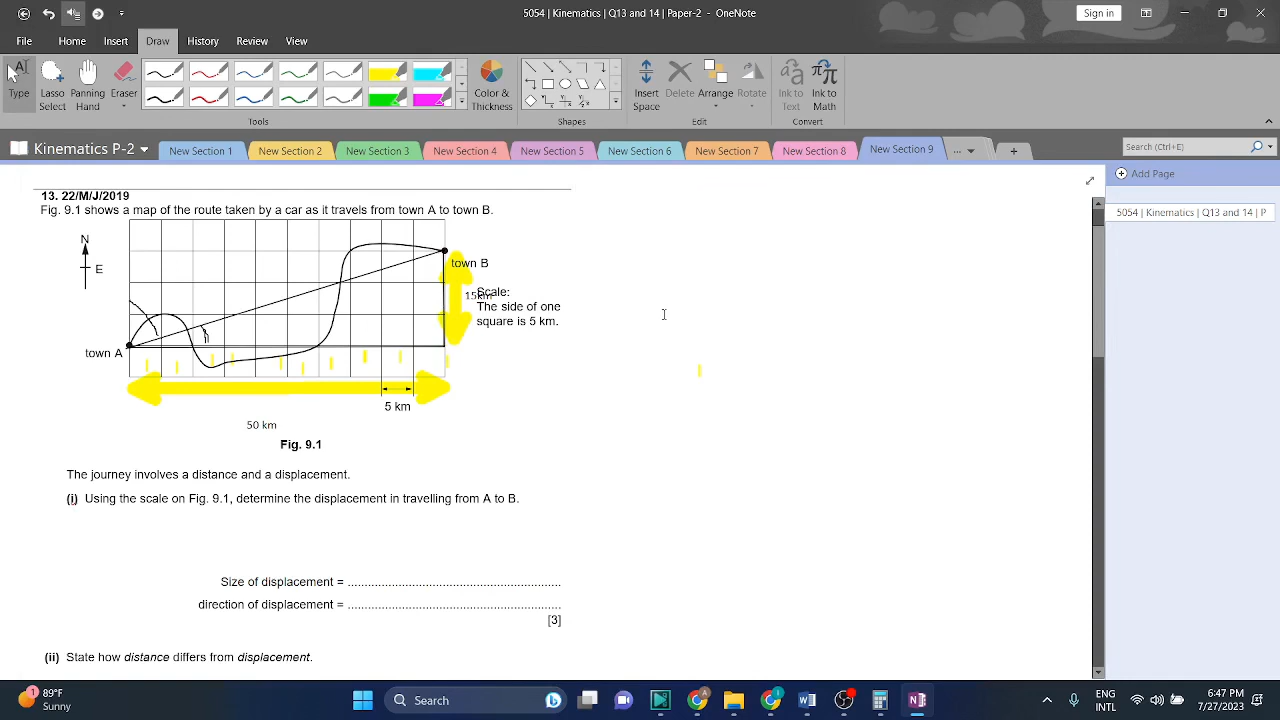 5054 | Kinematics | Q13 and 14 | Paper-2 - OneNote
Sign in
File Home Insert Draw History Review View
Type
Lasso Select
Panning Hand
Eraser
Color & Thickness
Insert Space
Delete
Arrange
Rotate
Ink to Text
Ink to Math
Tools Shapes Edit Convert
Kinematics P-2 New Section 1 New Section 2 New Section 3 New Section 4 New Section 5 New Section 6 New Section 7 New Section 8 New Section 9 ... Search (Ctrl+E)
Add Page
5054 | Kinematics | Q13 and 14 | P
13. 22/M/J/2019
Fig. 9.1 shows a map of the route taken by a car as it travels from town A to town B.
N
E
town B
15km
Scale:
The side of one
square is 5 km.
town A
5 km
50 km
Fig. 9.1
The journey involves a distance and a displacement.
(i) Using the scale on Fig. 9.1, determine the displacement in travelling from A to B.
Size of displacement = ................................................................
direction of displacement = ................................................................
[3]
(ii) State how distance differs from displacement.
1
89°F
Sunny
Search
ENG
INTL
6:47 PM
7/27/2023